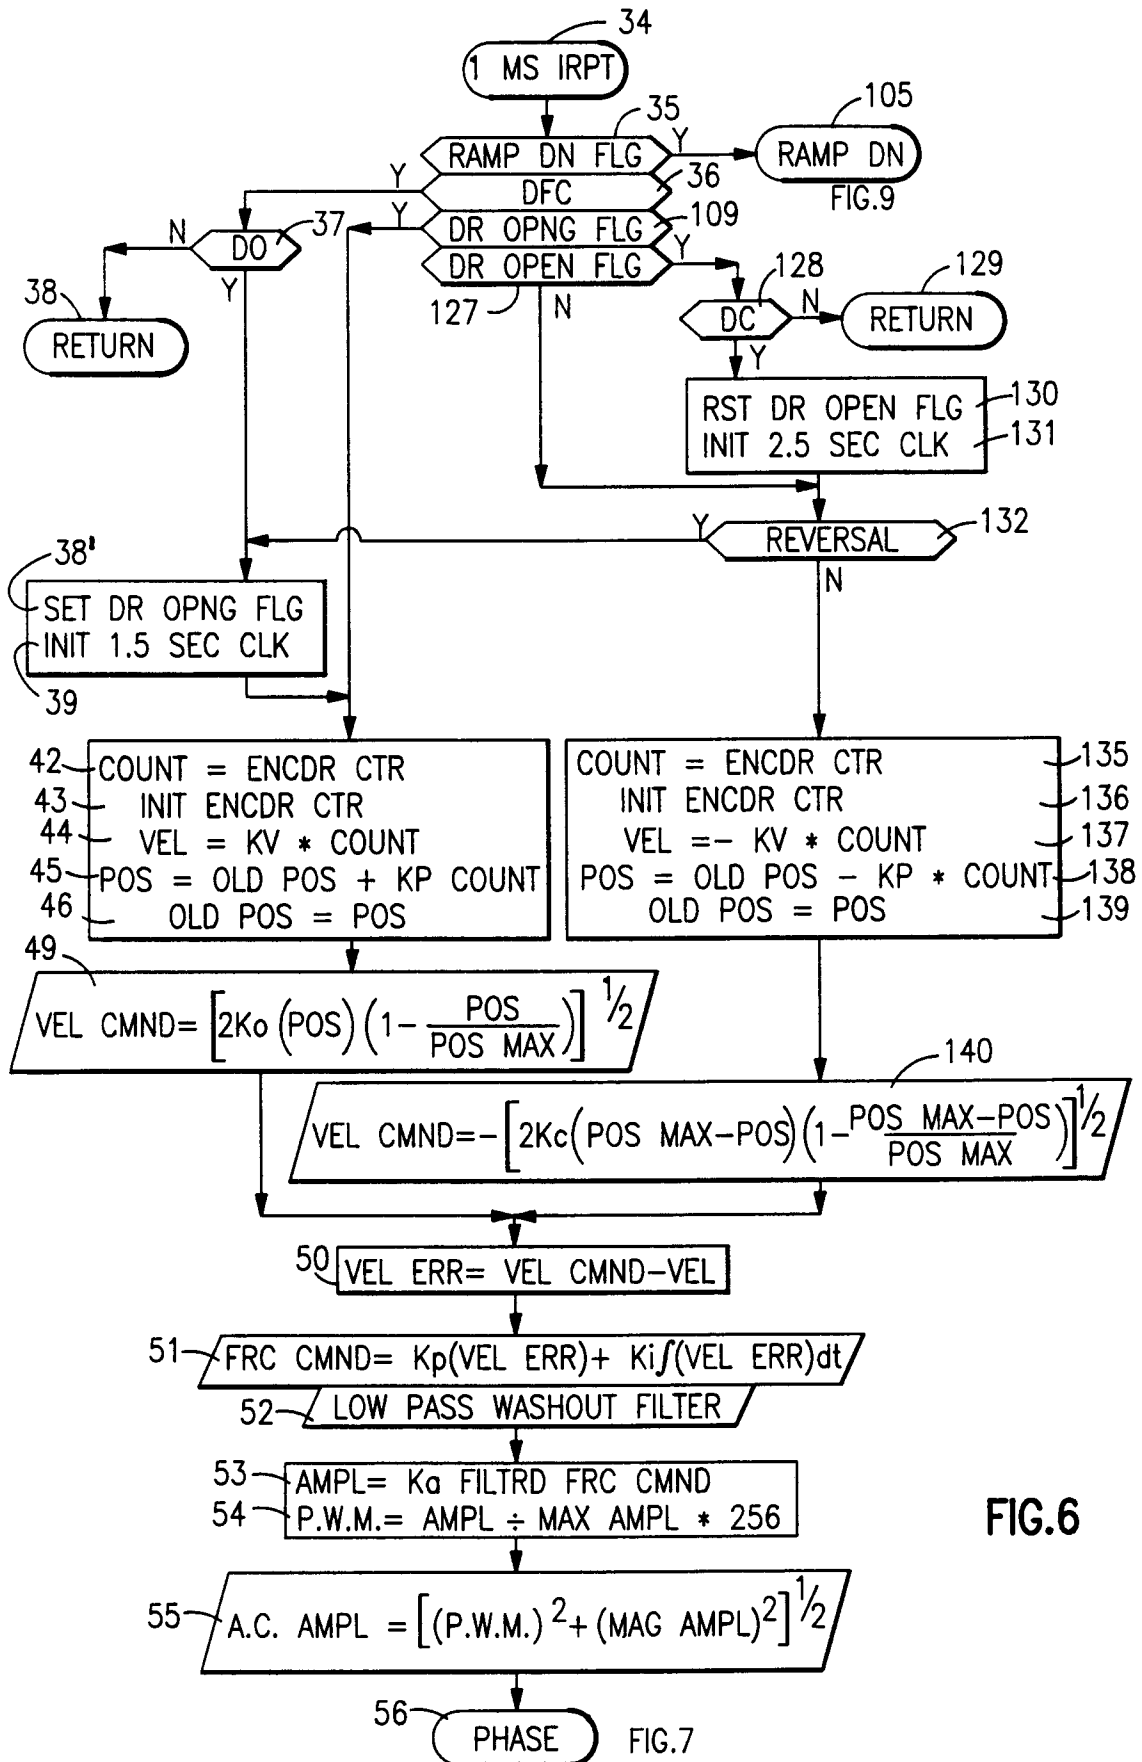 34
1 MS IRPT
35
105
RAMP DN FLG
Y
RAMP DN
FIG.9
Y
DFC
36
Y
DR OPNG FLG
109
N
DO
37
DR OPEN FLG
Y
127
N
Y
38
RETURN
128
DC
N
129
RETURN
Y
RST DR OPEN FLG
130
INIT 2.5 SEC CLK
131
Y
REVERSAL
132
N
38'
SET DR OPNG FLG
INIT 1.5 SEC CLK
39
42 COUNT = ENCDR CTR
43 INIT ENCDR CTR
44 VEL = KV * COUNT
45 POS = OLD POS + KP COUNT
46 OLD POS = POS
COUNT = ENCDR CTR 135
INIT ENCDR CTR 136
VEL =- KV * COUNT 137
POS = OLD POS - KP * COUNT 138
OLD POS = POS 139
49
VEL CMND= [2Ko (POS) (1- POS / POS MAX)] 1/2
140
VEL CMND=- [2Kc(POS MAX-POS)(1- POS MAX-POS / POS MAX)] 1/2
50 VEL ERR= VEL CMND-VEL
51 FRC CMND= Kp(VEL ERR)+ Ki∫(VEL ERR)dt
52 LOW PASS WASHOUT FILTER
53 AMPL= Ka FILTRD FRC CMND
54 P.W.M.= AMPL ÷ MAX AMPL * 256
FIG.6
55 A.C. AMPL = [(P.W.M.)2+ (MAG AMPL)2] 1/2
56 PHASE
FIG.7